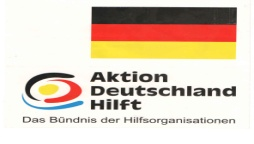 Aktion
Deutschland
Hilft
Das Bündnis der Hilfsorganisationen